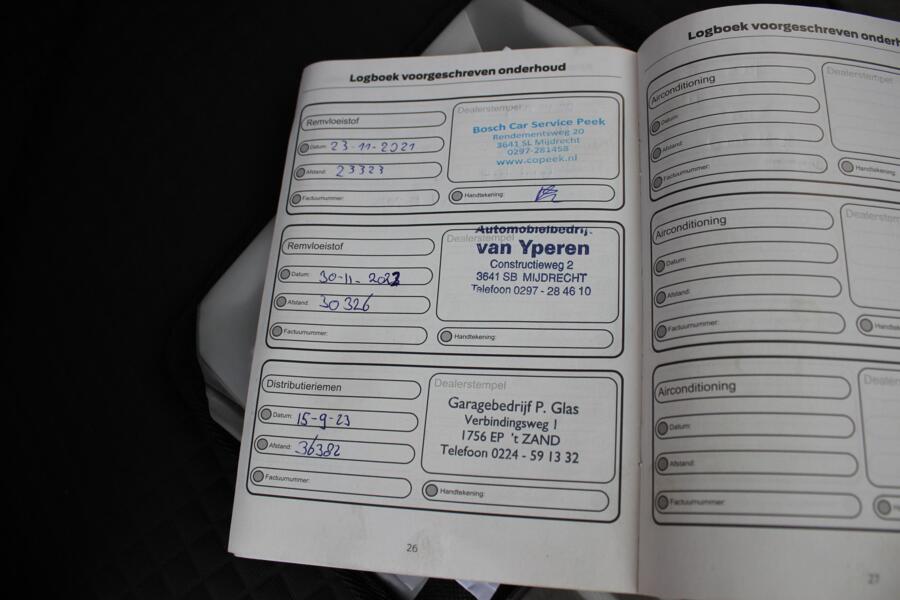 Logboek voorgeschreven onderhoud
Remvloeistof
Datum: 23-11-2021
Afstand: 23323
Factuurnummer:
Dealerstempel
Bosch Car Service Peek
Rendementsweg 20
3641 SL Mijdrecht
0297-281458
www.copeek.nl
Handtekening:
Remvloeistof
Datum: 30-11-2022
Afstand: 30326
Factuurnummer:
Dealerstempel
Automobielbedrijf
van Yperen
Constructieweg 2
3641 SB MIJDRECHT
Telefoon 0297 - 28 46 10
Handtekening:
Distributieriemen
Datum: 15-9-23
Afstand: 36382
Factuurnummer:
Dealerstempel
Garagebedrijf P. Glas
Verbindingsweg 1
1756 EP 't ZAND
Telefoon 0224 - 59 13 32
Handtekening:
26
Logboek voorgeschreven onderh
Airconditioning
Datum:
Afstand:
Factuurnummer:
Dealerstempel
Handtekening:
Airconditioning
Datum:
Afstand:
Factuurnummer:
Dealerstem
Handteke
Airconditioning
Datum:
Afstand:
Factuurnummer:
Dealer
27